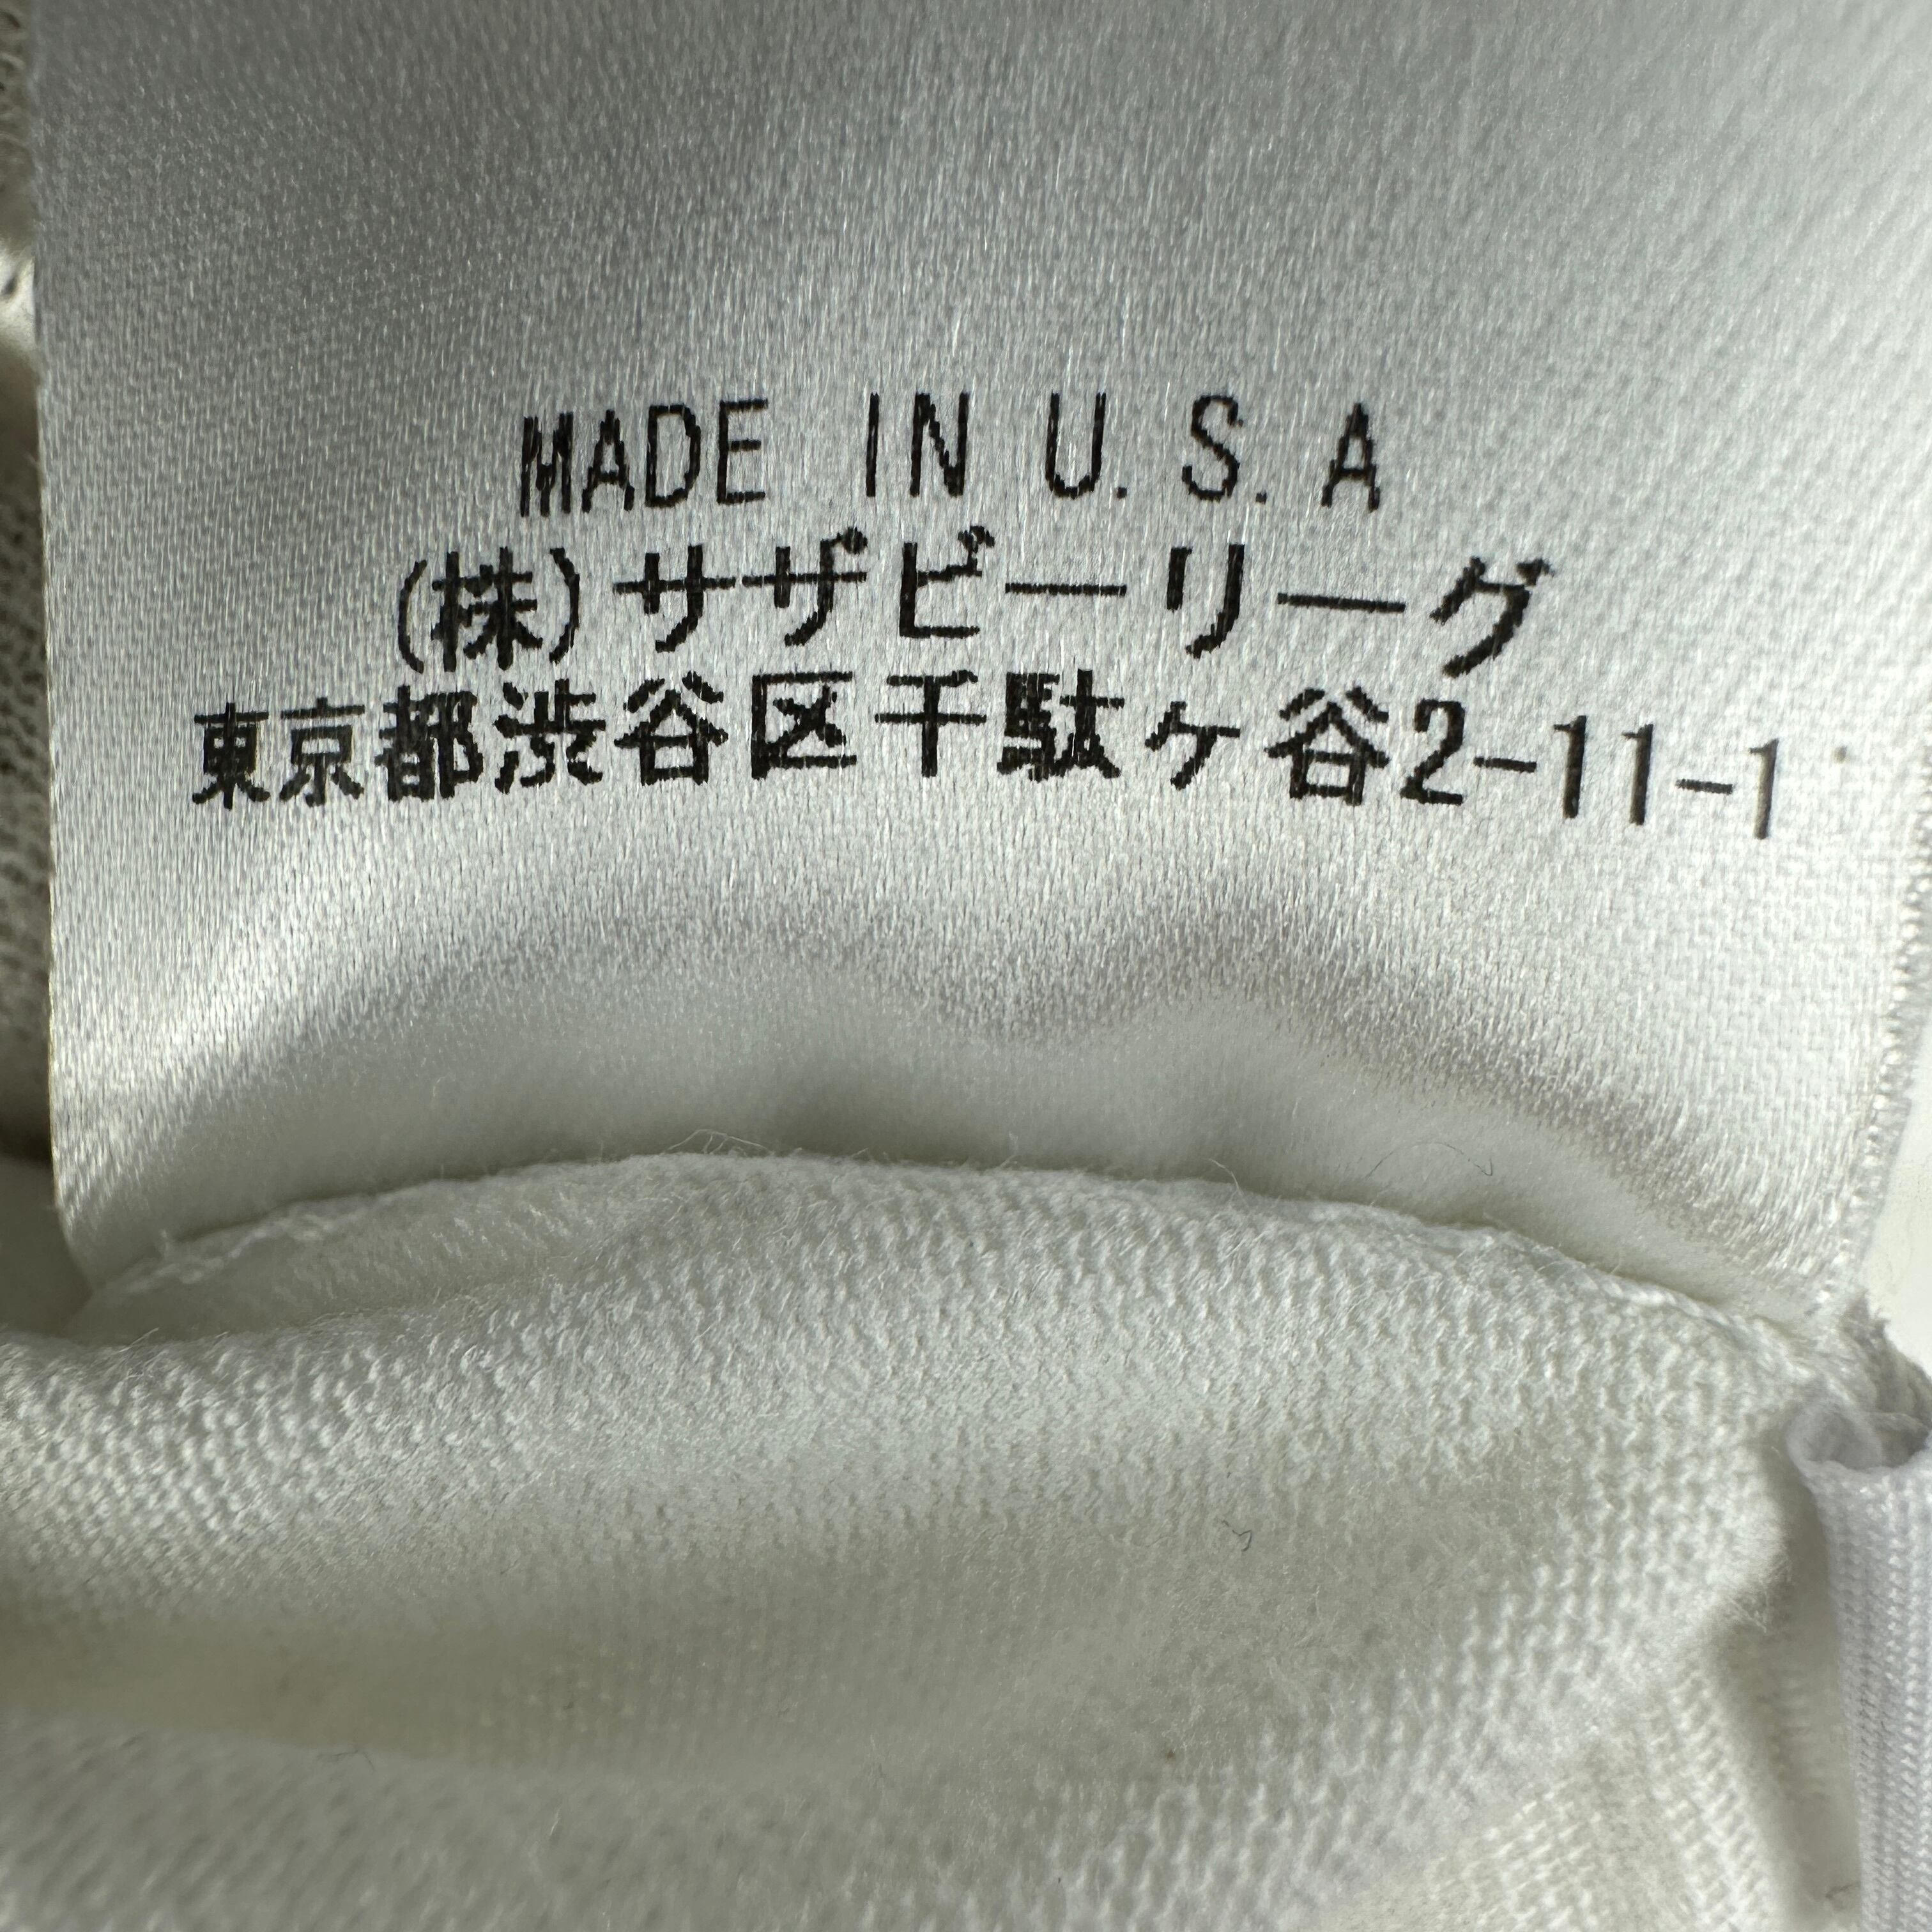 MADE IN U.S.A
(株)サザビーリーグ
東京都渋谷区千駄ヶ谷2-11-1